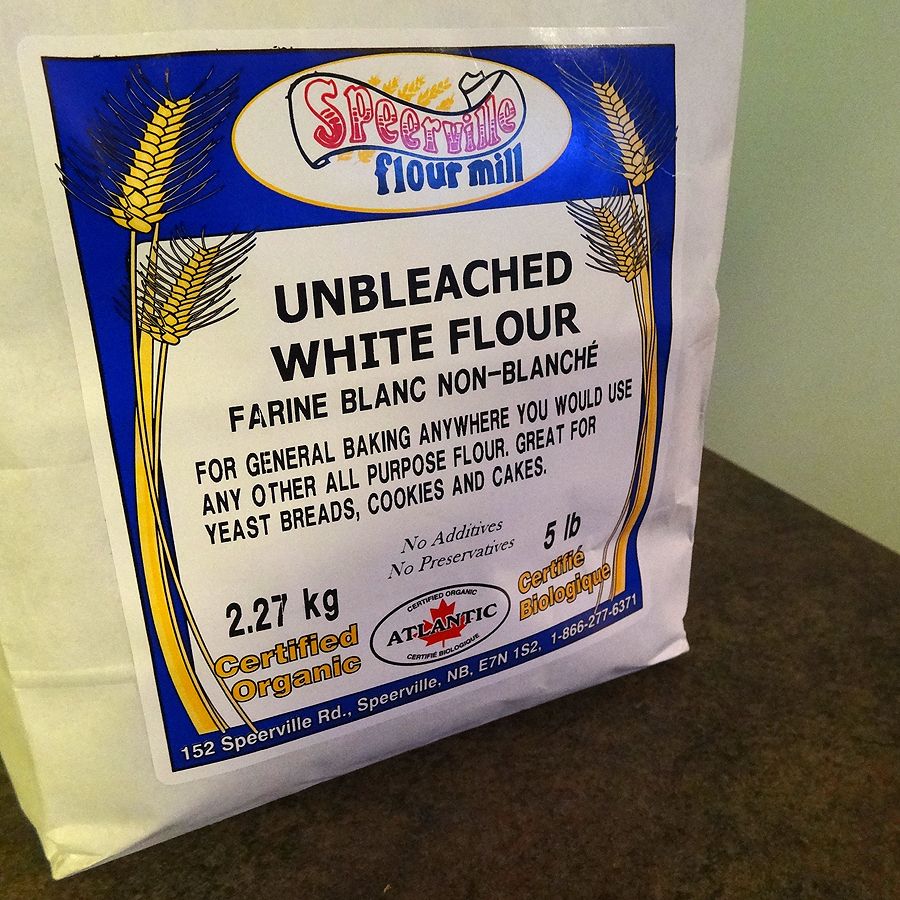 Speerville
flour mill
UNBLEACHED
WHITE FLOUR
FARINE BLANC NON-BLANCHÉ
FOR GENERAL BAKING ANYWHERE YOU WOULD USE
ANY OTHER ALL PURPOSE FLOUR. GREAT FOR
YEAST BREADS, COOKIES AND CAKES.
No Additives
No Preservatives
5 lb
2.27 kg
Certified
Organic
CERTIFIED ORGANIC
ATLANTIC
CERTIFIÉ BIOLOGIQUE
Certifié
Biologique
152 Speerville Rd., Speerville, NB, E7N 1S2, 1-866-277-6371